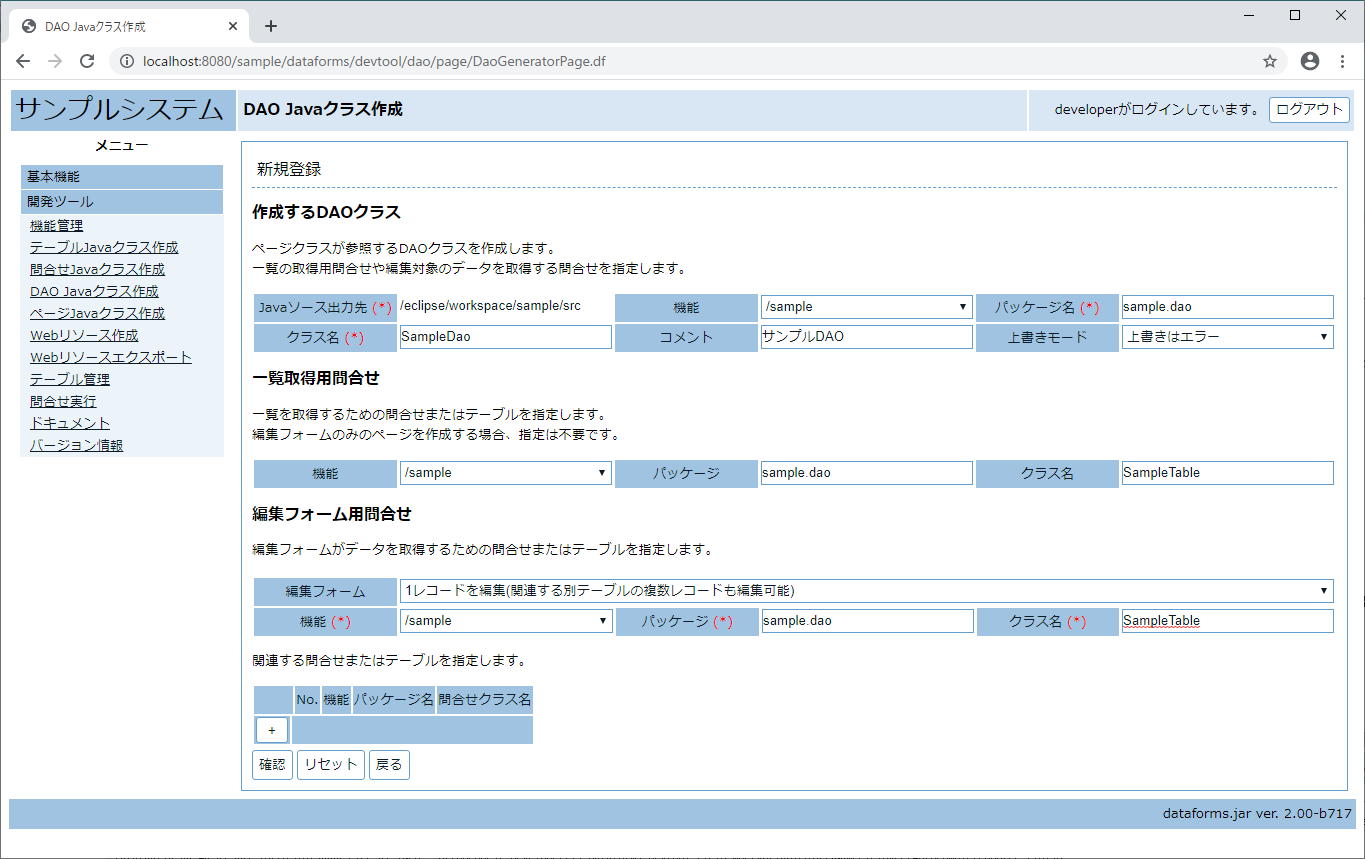 DAO Javaクラス作成
localhost:8080/sample/dataforms/devtool/dao/page/DaoGeneratorPage.df
サンプルシステム
DAO Javaクラス作成
developerがログインしています。 ログアウト
メニュー
基本機能
開発ツール
機能管理
テーブルJavaクラス作成
問合せJavaクラス作成
DAO Javaクラス作成
ページJavaクラス作成
Webリソース作成
Webリソースエクスポート
テーブル管理
問合せ実行
ドキュメント
バージョン情報
新規登録
作成するDAOクラス
ページクラスが参照するDAOクラスを作成します。
一覧の取得用問合せや編集対象のデータを取得する問合せを指定します。
Javaソース出力先 (*) /eclipse/workspace/sample/src 機能 /sample パッケージ名 (*) sample.dao
クラス名 (*) SampleDao コメント サンプルDAO 上書きモード 上書きはエラー
一覧取得用問合せ
一覧を取得するための問合せまたはテーブルを指定します。
編集フォームのみのページを作成する場合、指定は不要です。
機能 /sample パッケージ sample.dao クラス名 SampleTable
編集フォーム用問合せ
編集フォームがデータを取得するための問合せまたはテーブルを指定します。
編集フォーム 1レコードを編集(関連する別テーブルの複数レコードも編集可能)
機能 (*) /sample パッケージ (*) sample.dao クラス名 (*) SampleTable
関連する問合せまたはテーブルを指定します。
No. 機能 パッケージ名 問合せクラス名
+
確認 リセット 戻る
dataforms.jar ver. 2.00-b717